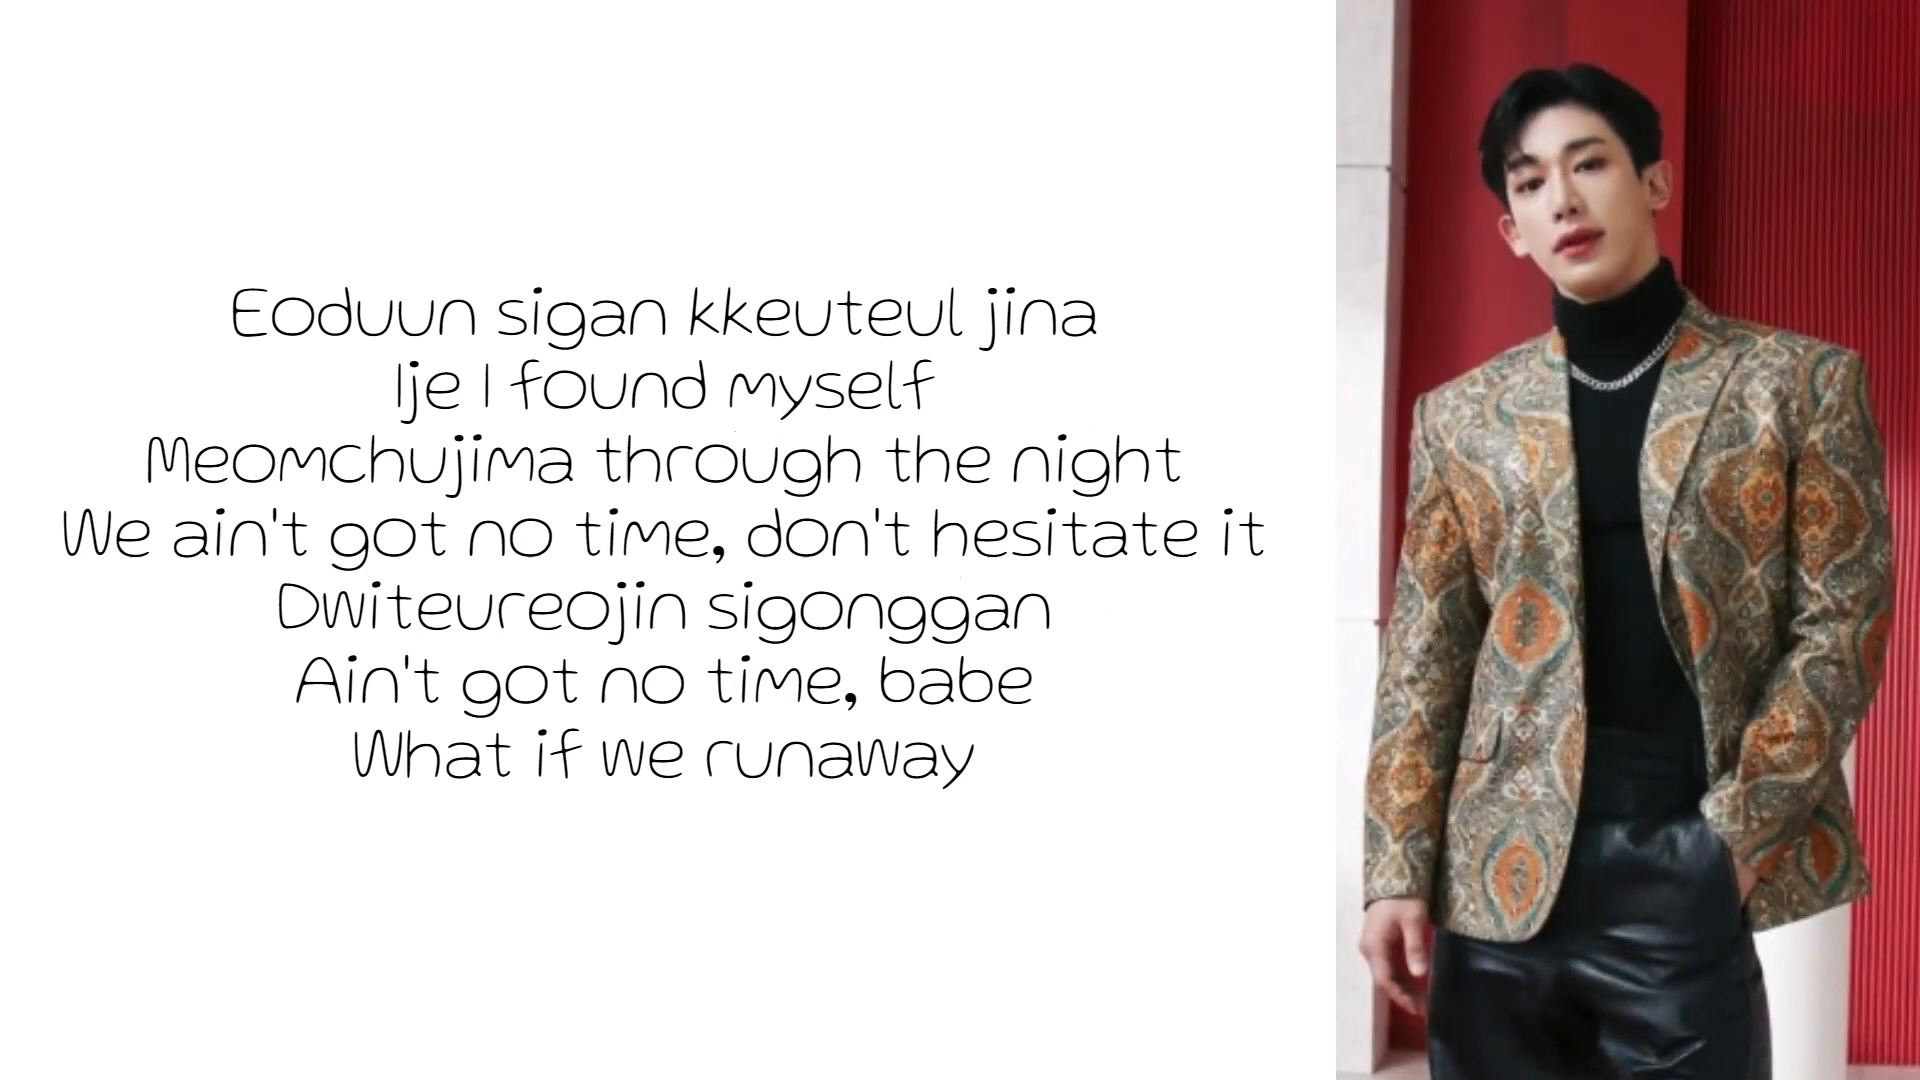 Eoduun sigan kkeuteul jina
Ije I found myself
Meomchujima through the night
We ain't got no time, don't hesitate it
Dwiteureojin sigonggan
Ain't got no time, babe
What if we runaway